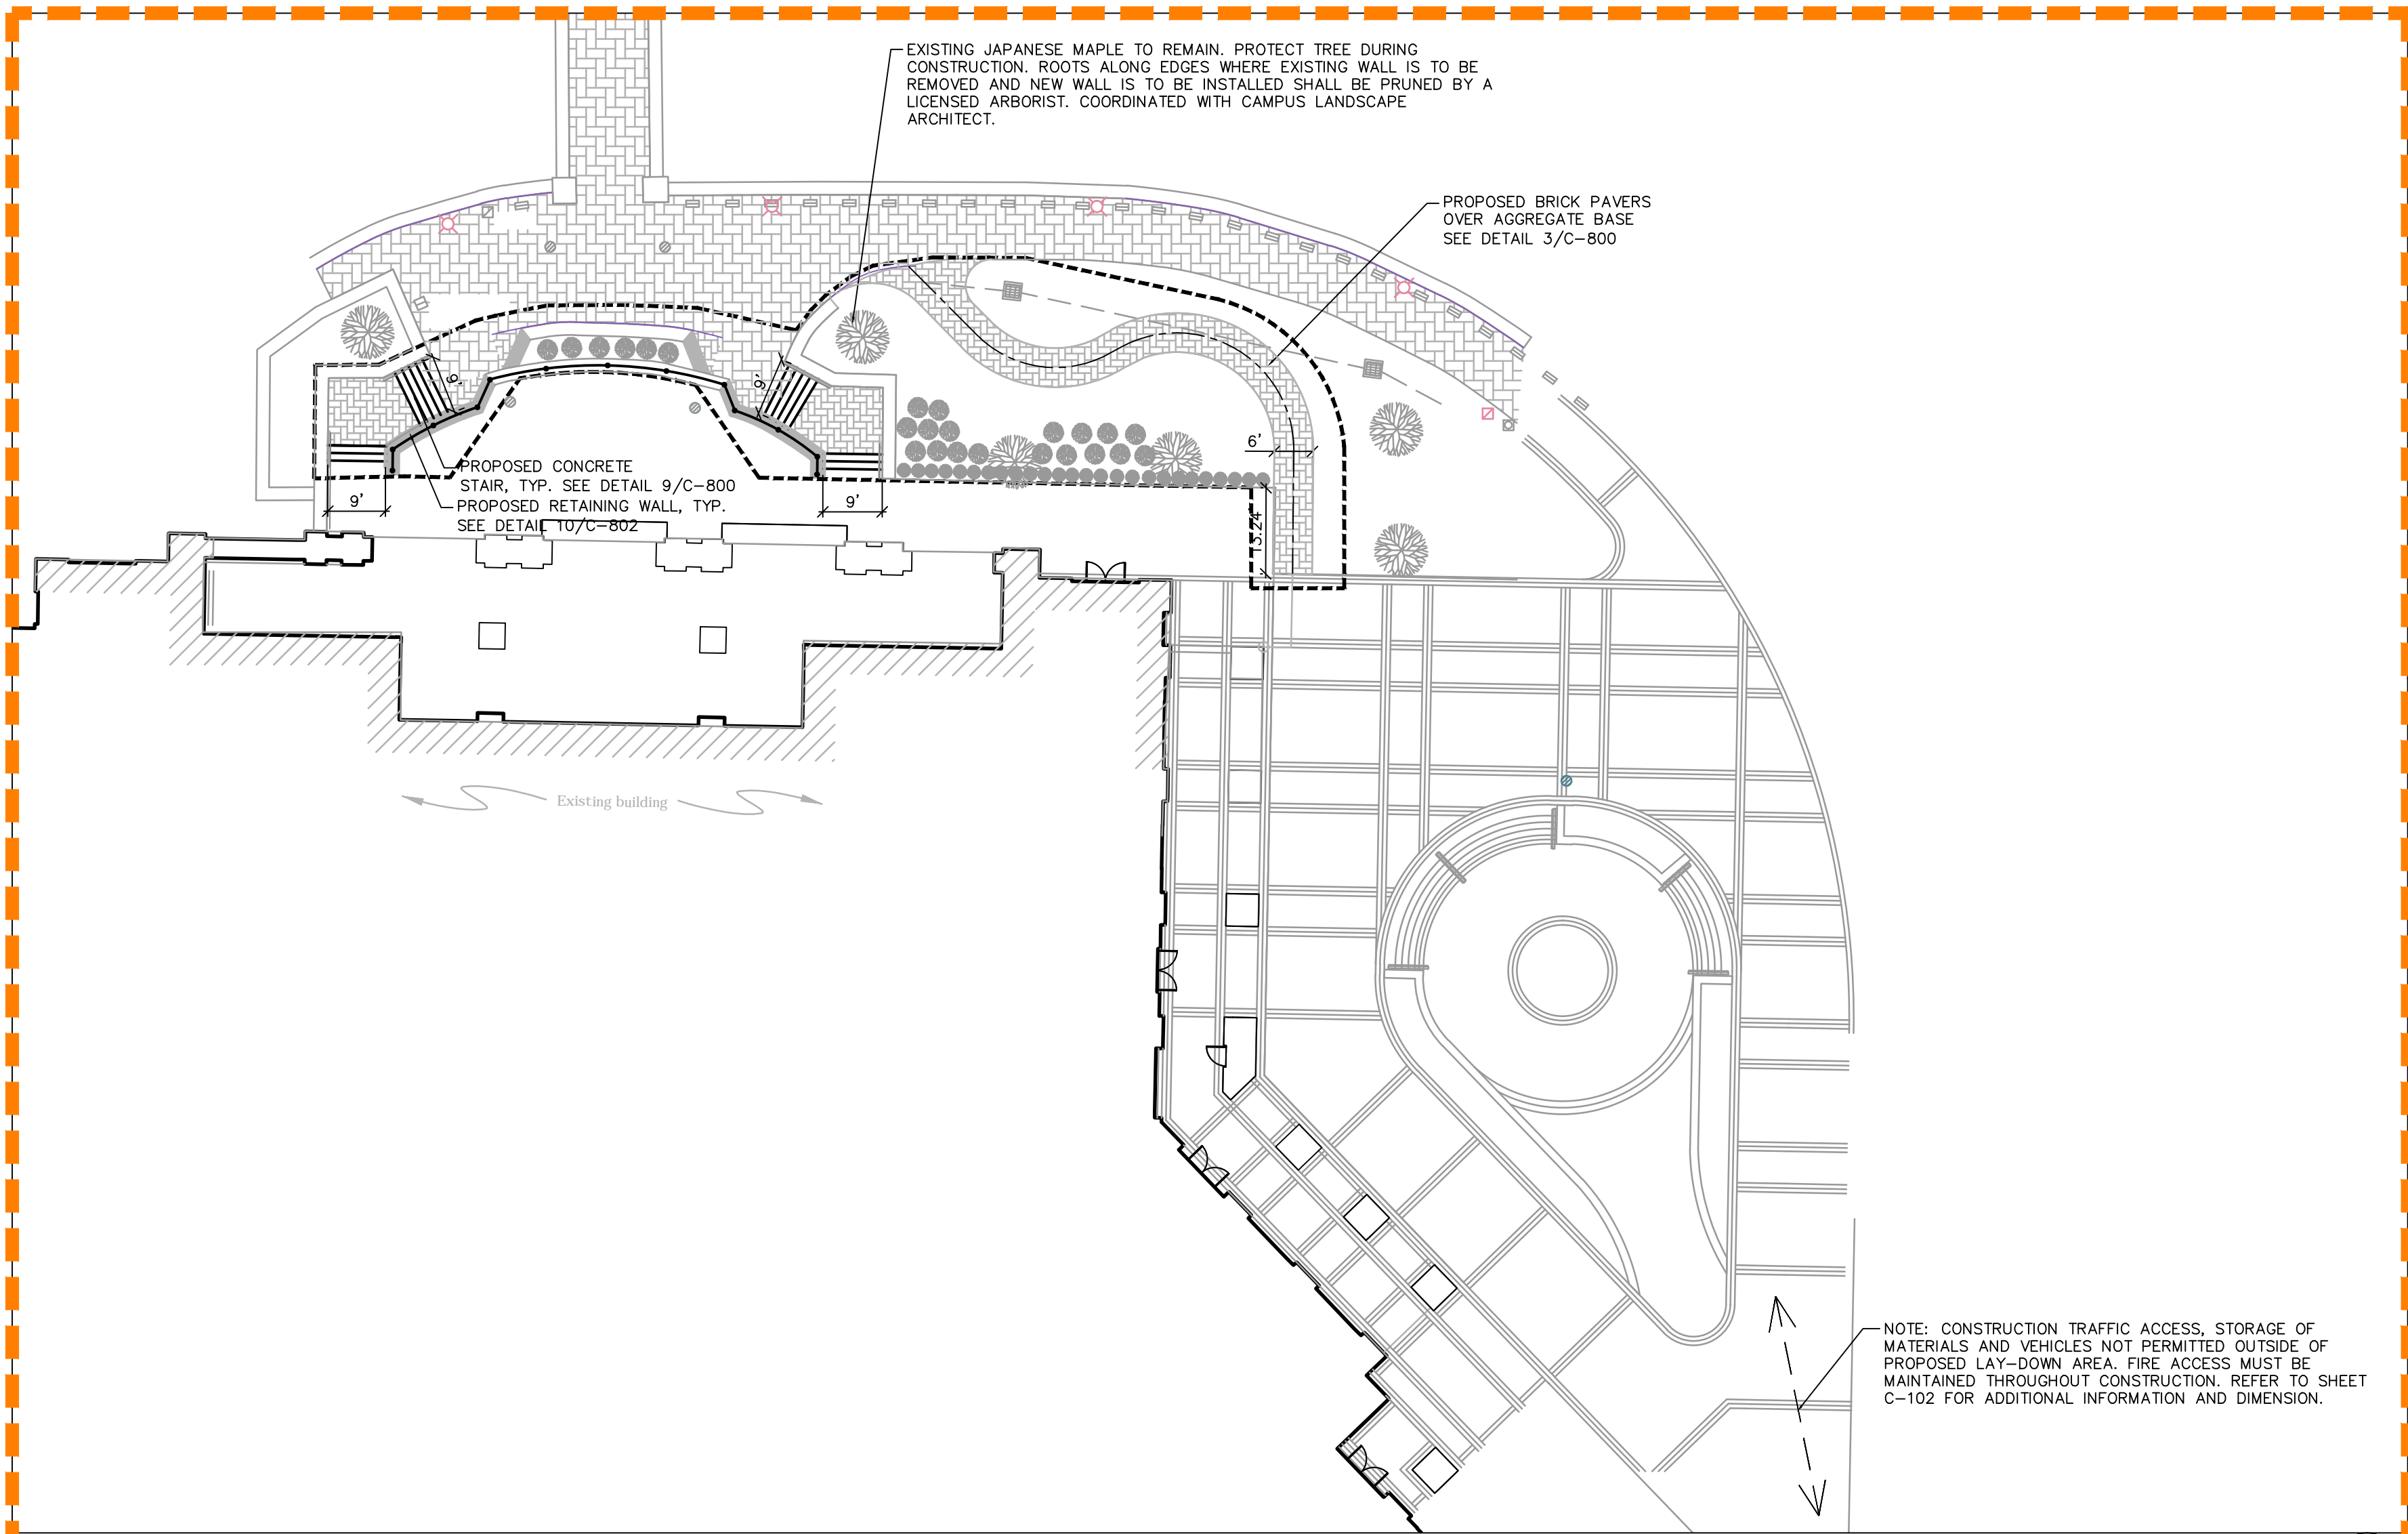 EXISTING JAPANESE MAPLE TO REMAIN. PROTECT TREE DURING
CONSTRUCTION. ROOTS ALONG EDGES WHERE EXISTING WALL IS TO BE
REMOVED AND NEW WALL IS TO BE INSTALLED SHALL BE PRUNED BY A
LICENSED ARBORIST. COORDINATED WITH CAMPUS LANDSCAPE
ARCHITECT.
PROPOSED BRICK PAVERS
OVER AGGREGATE BASE
SEE DETAIL 3/C-800
9'
9'
6'
PROPOSED CONCRETE
STAIR, TYP. SEE DETAIL 9/C-800
PROPOSED RETAINING WALL, TYP.
SEE DETAIL 10/C-802
9'
9'
13.24'
Existing building
NOTE: CONSTRUCTION TRAFFIC ACCESS, STORAGE OF
MATERIALS AND VEHICLES NOT PERMITTED OUTSIDE OF
PROPOSED LAY-DOWN AREA. FIRE ACCESS MUST BE
MAINTAINED THROUGHOUT CONSTRUCTION. REFER TO SHEET
C-102 FOR ADDITIONAL INFORMATION AND DIMENSION.